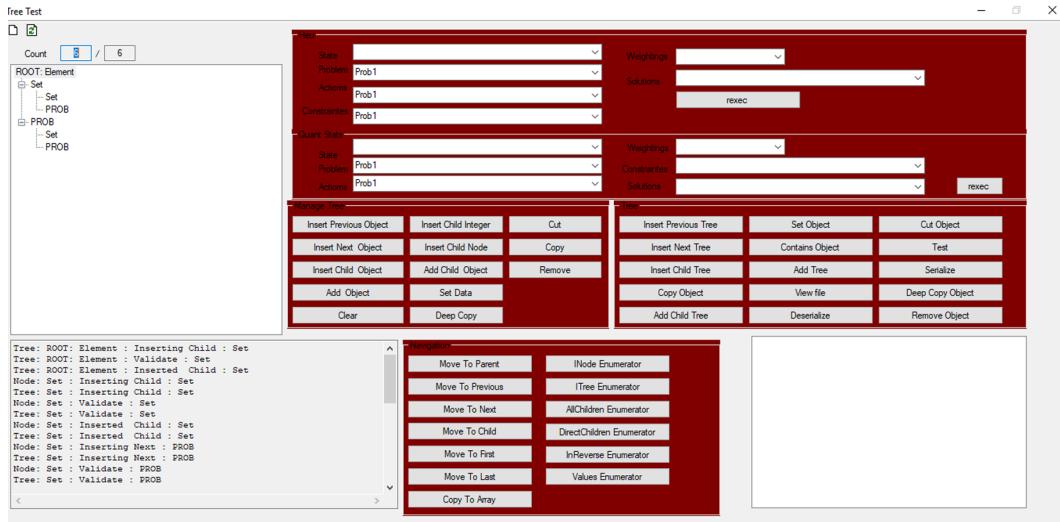 Tree Test
Count 6 / 6
ROOT: Element
Set
Set
PROB
PROB
Set
PROB
State
Problem Prob1
Actions Prob1
Constraintes Prob1
Weightings
Solutions
rexec
Quant State
State
Problem Prob1
Actions Prob1
Weightings
Constraintes
Solutions
rexec
Manage Tree
Insert Previous Object Insert Child Integer Cut
Insert Next Object Insert Child Node Copy
Insert Child Object Add Child Object Remove
Add Object Set Data
Clear Deep Copy
Tree
Insert Previous Tree Set Object Cut Object
Insert Next Tree Contains Object Test
Insert Child Tree Add Tree Serialize
Copy Object View file Deep Copy Object
Add Child Tree Deserialize Remove Object
Tree: ROOT: Element : Inserting Child : Set
Tree: ROOT: Element : Validate : Set
Tree: ROOT: Element : Inserted Child : Set
Node: Set : Inserting Child : Set
Tree: Set : Inserting Child : Set
Node: Set : Validate : Set
Tree: Set : Validate : Set
Node: Set : Inserted Child : Set
Tree: Set : Inserted Child : Set
Node: Set : Inserting Next : PROB
Tree: Set : Inserting Next : PROB
Node: Set : Validate : PROB
Tree: Set : Validate : PROB
Navigation
Move To Parent INode Enumerator
Move To Previous ITree Enumerator
Move To Next AllChildren Enumerator
Move To Child DirectChildren Enumerator
Move To First InReverse Enumerator
Move To Last Values Enumerator
Copy To Array